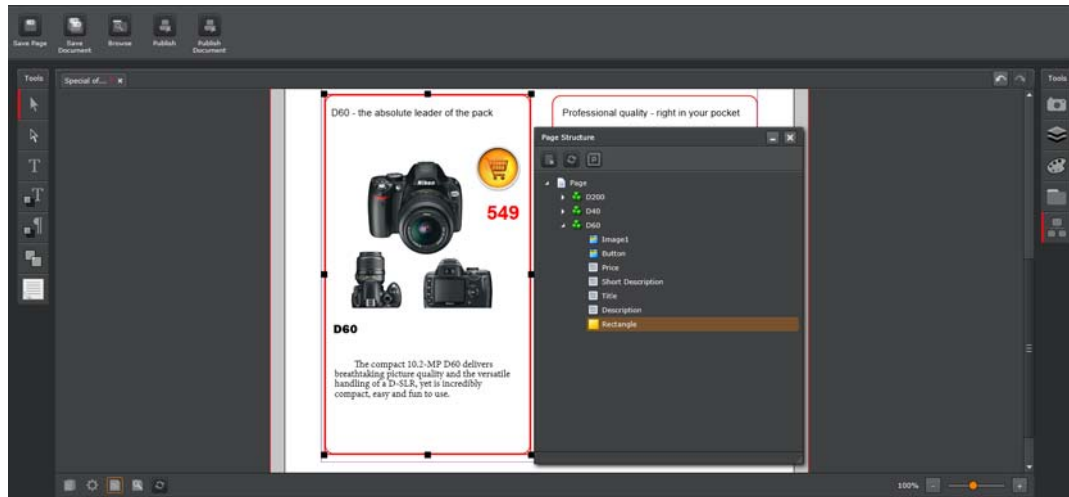 Save Page
Save
Document
Browse
Publish
Publish
Document
Tools
Special of...
Tools
D60 - the absolute leader of the pack
Professional quality - right in your pocket
Nikon
549
D60
The compact 10.2-MP D60 delivers
breathtaking picture quality and the versatile
handling of a D-SLR, yet is incredibly
compact, easy and fun to use.
Page Structure
Page
D200
D40
D60
Image1
Button
Price
Short Description
Title
Description
Rectangle
100%